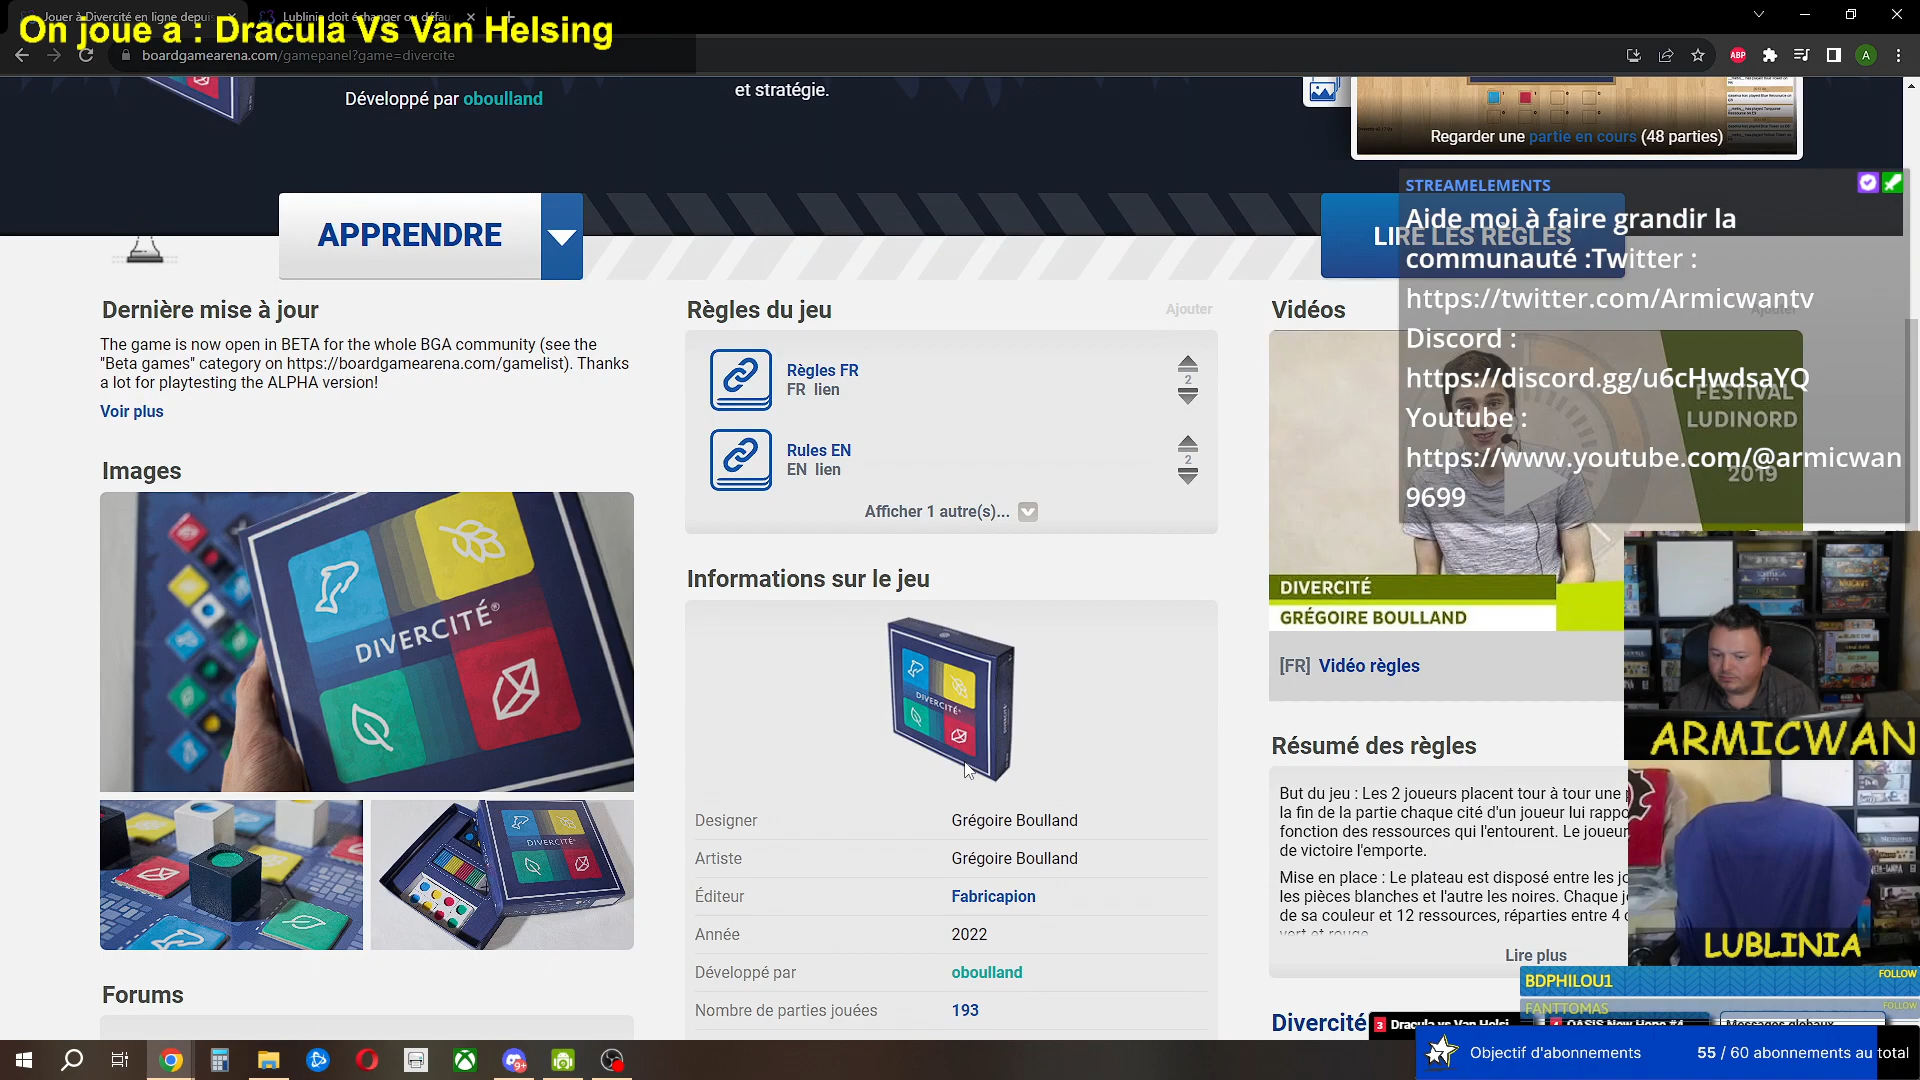 Jouer à Divercité en ligne depuis
Lublinia doit échanger ou défau
On joue a : Dracula Vs Van Helsing
boardgamearena.com/gamepanel?game=divercite
ABP
A
Développé par oboulland
et stratégie.
Regarder une partie en cours (48 parties)
APPRENDRE
LIRE LES RÈGLES
STREAMELEMENTS
Aide moi à faire grandir la
communauté :Twitter :
https://twitter.com/Armicwantv
Discord :
https://discord.gg/u6cHwdsaYQ
Youtube :
https://www.youtube.com/@armicwan
9699
Dernière mise à jour
The game is now open in BETA for the whole BGA community (see the
"Beta games" category on https://boardgamearena.com/gamelist). Thanks
a lot for playtesting the ALPHA version!
Voir plus
Images
DIVERCITÉ®
Forums
Règles du jeu
Ajouter
Règles FR
FR lien
2
Rules EN
EN lien
2
Afficher 1 autre(s)...
Informations sur le jeu
DIVERCITÉ
Designer Grégoire Boulland
Artiste Grégoire Boulland
Éditeur Fabricapion
Année 2022
Développé par oboulland
Nombre de parties jouées 193
Vidéos
Ajouter
FESTIVAL
LUDINORD
2019
DIVERCITÉ
GRÉGOIRE BOULLAND
[FR] Vidéo règles
Résumé des règles
But du jeu : Les 2 joueurs placent tour à tour une
la fin de la partie chaque cité d'un joueur lui rappo
fonction des ressources qui l'entourent. Le joueur
de victoire l'emporte.
Mise en place : Le plateau est disposé entre les jo
les pièces blanches et l'autre les noires. Chaque j
de sa couleur et 12 ressources, réparties entre 4
vert et rouge
Lire plus
Divercité
ARMICWAN
LUBLINIA
BDPHILOU1 FOLLOW
FANTTOMAS FOLLOW
3 Dracula vs Van Helsi
OASIS New Hope #4
Messages globaux
Objectif d'abonnements 55 / 60 abonnements au total
9+